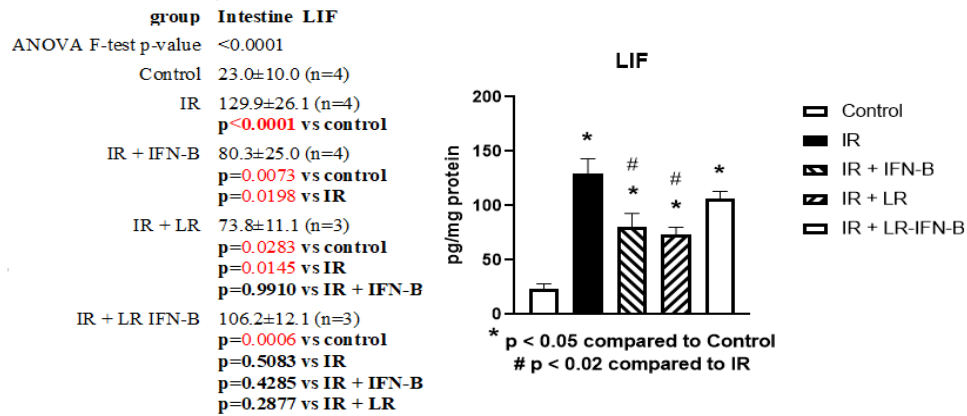 group Intestine LIF
ANOVA F-test p-value <0.0001
Control 23.0±10.0 (n=4)
IR 129.9±26.1 (n=4)
p<0.0001 vs control
IR + IFN-B 80.3±25.0 (n=4)
p=0.0073 vs control
p=0.0198 vs IR
IR + LR 73.8±11.1 (n=3)
p=0.0283 vs control
p=0.0145 vs IR
p=0.9910 vs IR + IFN-B
IR + LR IFN-B 106.2±12.1 (n=3)
p=0.0006 vs control
p=0.5083 vs IR
p=0.4285 vs IR + IFN-B
p=0.2877 vs IR + LR
LIF
pg/mg protein
200
150
100
50
0
*
#
*
#
*
*
Control
IR
IR + IFN-B
IR + LR
IR + LR-IFN-B
* p < 0.05 compared to Control
# p < 0.02 compared to IR